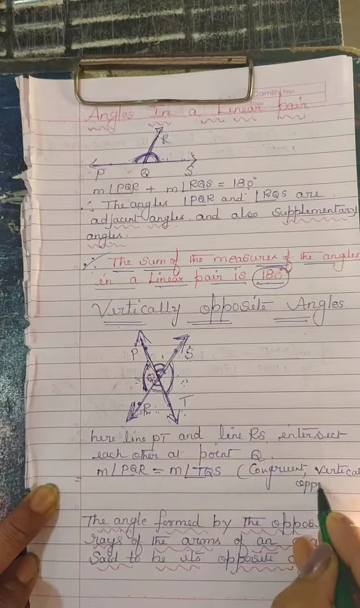 Angles In a Linear pair
R
P Q S
m∠PQR + m∠RQS = 180°
∴ The angles ∠PQR and ∠RQS are
adjacent angles and also supplementary
angles.
The sum of the measures of the angles
in a Linear pair is 180°
Vertically opposite Angles
P S
Q
R T
here line PT and line RS, intersect
each other at point Q.
m∠PQR = m∠TQS (Congruent, Vertical
oppo
The angle formed by the oppos
rays of the arms of an
said to be its opposite